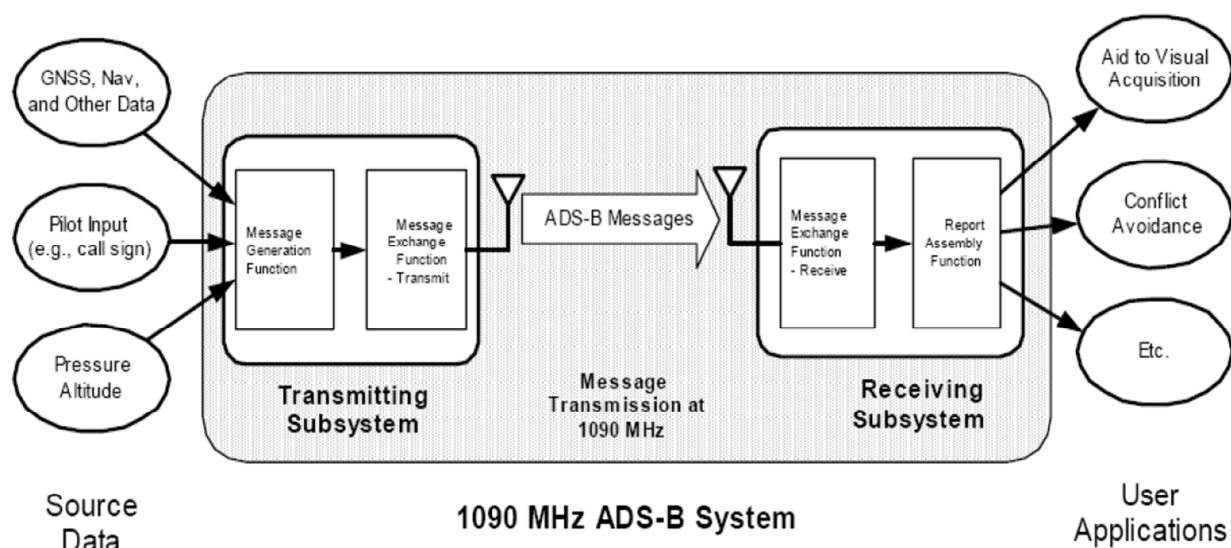 GNSS, Nav,
and Other Data
Pilot Input
(e.g., call sign)
Pressure
Altitude
Source
Data
Message
Generation
Function
Message
Exchange
Function
- Transmit
Transmitting
Subsystem
ADS-B Messages
Message
Transmission at
1090 MHz
Message
Exchange
Function
- Receive
Report
Assembly
Function
Receiving
Subsystem
1090 MHz ADS-B System
Aid to Visual
Acquisition
Conflict
Avoidance
Etc.
User
Applications